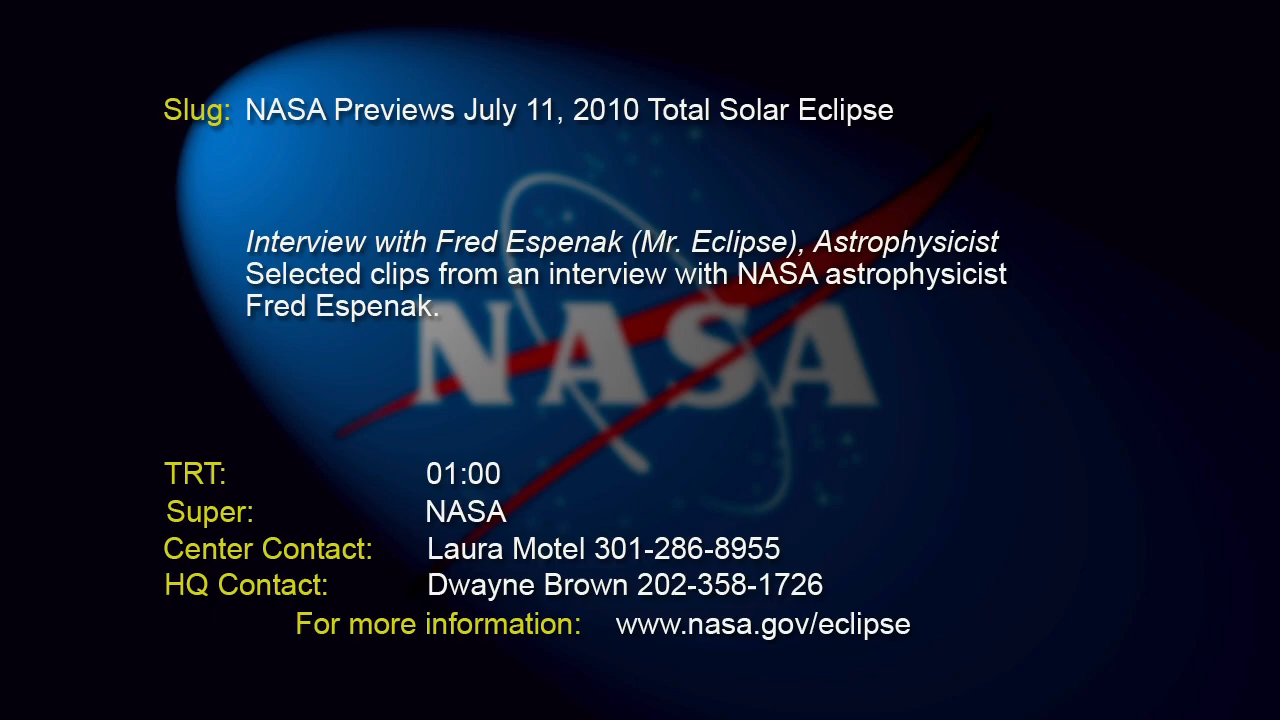 Slug: NASA Previews July 11, 2010 Total Solar Eclipse
Interview with Fred Espenak (Mr. Eclipse), Astrophysicist
Selected clips from an interview with NASA astrophysicist
Fred Espenak.
NASA
TRT: 01:00
Super: NASA
Center Contact: Laura Motel 301-286-8955
HQ Contact: Dwayne Brown 202-358-1726
For more information: www.nasa.gov/eclipse